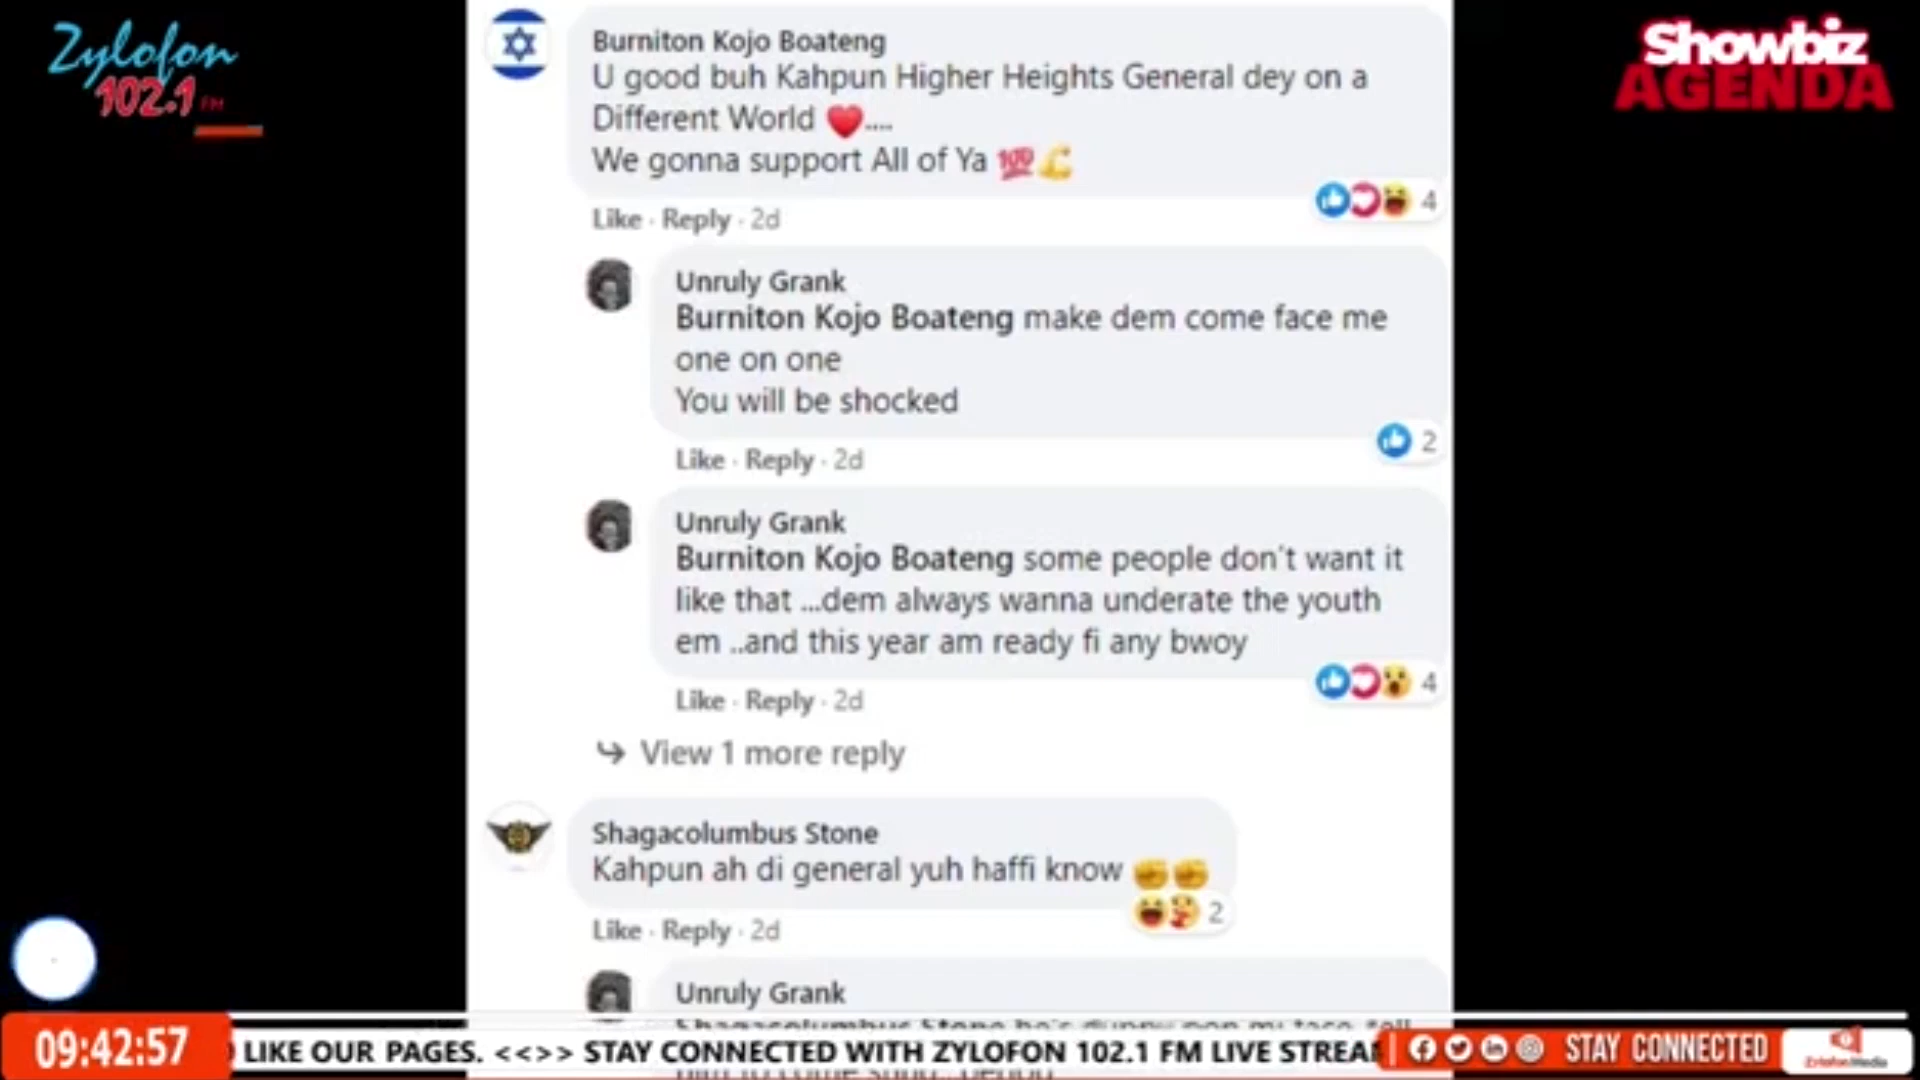 Zylofon
102.1 FM
Showbiz
AGENDA
Burniton Kojo Boateng
U good buh Kahpun Higher Heights General dey on a
Different World ❤️....
We gonna support All of Ya 💯💪
4
Like · Reply · 2d
Unruly Grank
Burniton Kojo Boateng make dem come face me
one on one
You will be shocked
2
Like · Reply · 2d
Unruly Grank
Burniton Kojo Boateng some people don't want it
like that ...dem always wanna underate the youth
em ..and this year am ready fi any bwoy
4
Like · Reply · 2d
View 1 more reply
Shagacolumbus Stone
Kahpun ah di general yuh haffi know ✊✊
2
Like · Reply · 2d
Unruly Grank
09:42:57
LIKE OUR PAGES. <<>> STAY CONNECTED WITH ZYLOFON 102.1 FM LIVE STREA
STAY CONNECTED
Zylofon Media